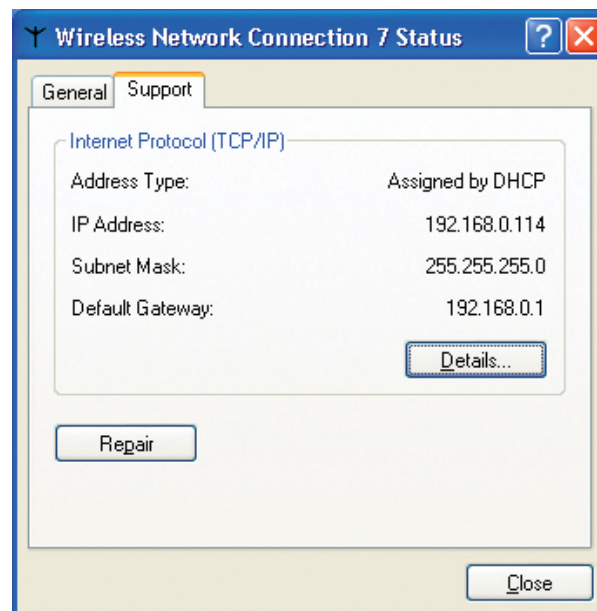 Wireless Network Connection 7 Status
General Support
Internet Protocol (TCP/IP)
Address Type: Assigned by DHCP
IP Address: 192.168.0.114
Subnet Mask: 255.255.255.0
Default Gateway: 192.168.0.1
Details...
Repair
Close